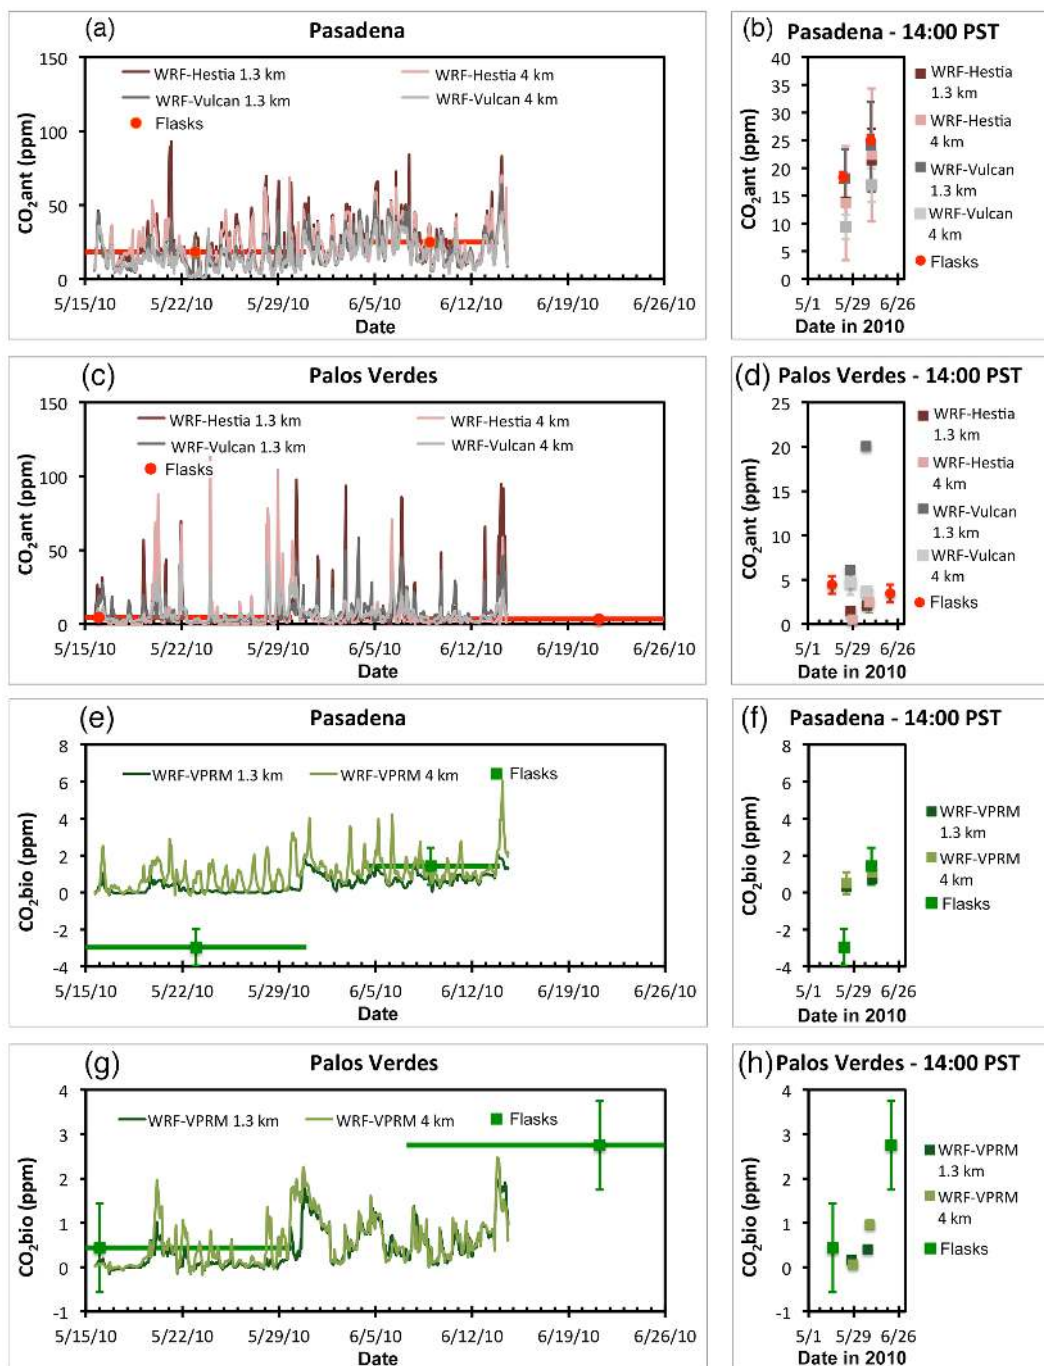 (a) Pasadena
150
100
50
0
CO2ant (ppm)
WRF-Hestia 1.3 km
WRF-Hestia 4 km
WRF-Vulcan 1.3 km
WRF-Vulcan 4 km
Flasks
5/15/10 5/22/10 5/29/10 6/5/10 6/12/10 6/19/10 6/26/10
Date
(b) Pasadena - 14:00 PST
40
35
30
25
20
15
10
5
0
CO2ant (ppm)
WRF-Hestia
1.3 km
WRF-Hestia
4 km
WRF-Vulcan
1.3 km
WRF-Vulcan
4 km
Flasks
5/1 5/29 6/26
Date in 2010
(c) Palos Verdes
150
100
50
0
CO2ant (ppm)
WRF-Hestia 1.3 km
WRF-Hestia 4 km
WRF-Vulcan 1.3 km
WRF-Vulcan 4 km
Flasks
5/15/10 5/22/10 5/29/10 6/5/10 6/12/10 6/19/10 6/26/10
Date
(d) Palos Verdes - 14:00 PST
25
20
15
10
5
0
CO2ant (ppm)
WRF-Hestia
1.3 km
WRF-Hestia
4 km
WRF-Vulcan
1.3 km
WRF-Vulcan
4 km
Flasks
5/1 5/29 6/26
Date in 2010
(e) Pasadena
8
6
4
2
0
-2
-4
CO2bio (ppm)
WRF-VPRM 1.3 km
WRF-VPRM 4 km
Flasks
5/15/10 5/22/10 5/29/10 6/5/10 6/12/10 6/19/10 6/26/10
Date
(f) Pasadena - 14:00 PST
8
6
4
2
0
-2
-4
CO2bio (ppm)
WRF-VPRM
1.3 km
WRF-VPRM
4 km
Flasks
5/1 5/29 6/26
Date in 2010
(g) Palos Verdes
4
3
2
1
0
-1
CO2bio (ppm)
WRF-VPRM 1.3 km
WRF-VPRM 4 km
Flasks
5/15/10 5/22/10 5/29/10 6/5/10 6/12/10 6/19/10 6/26/10
Date
(h) Palos Verdes - 14:00 PST
4
3
2
1
0
-1
CO2bio (ppm)
WRF-VPRM
1.3 km
WRF-VPRM
4 km
Flasks
5/1 5/29 6/26
Date in 2010